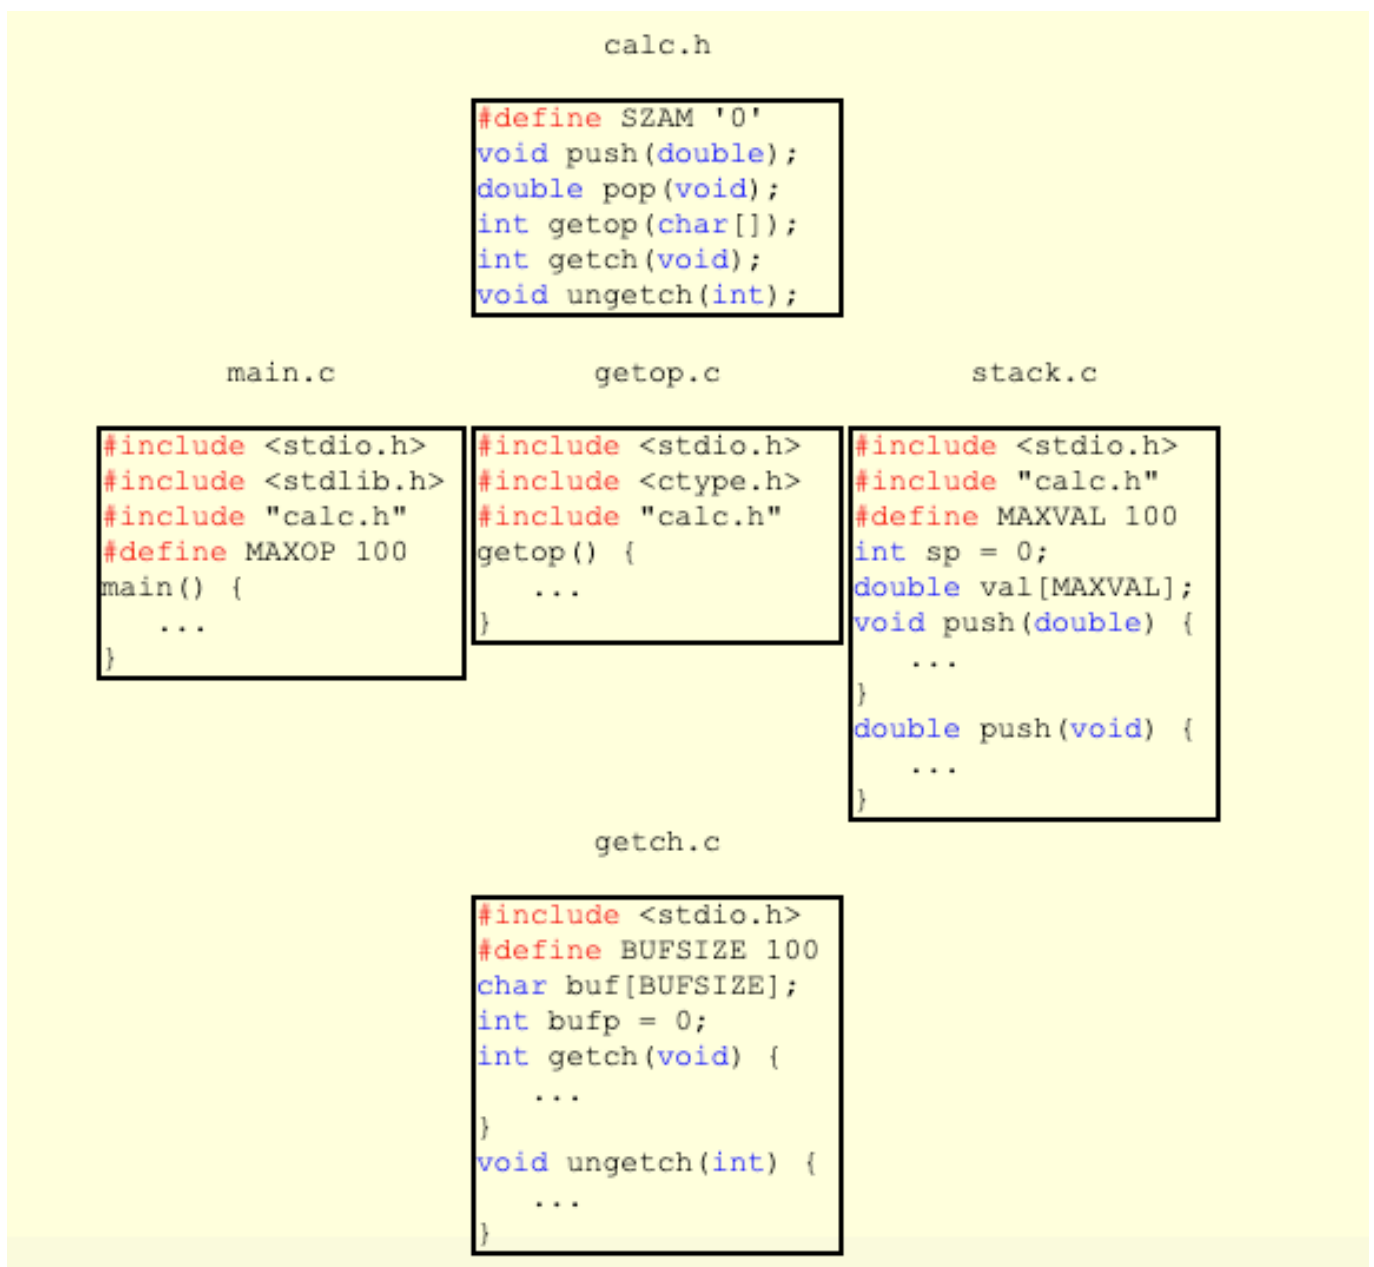 calc.h
#define SZAM '0'
void push(double);
double pop(void);
int getop(char[]);
int getch(void);
void ungetch(int);
main.c
#include <stdio.h>
#include <stdlib.h>
#include "calc.h"
#define MAXOP 100
main() {
...
}
getop.c
#include <stdio.h>
#include <ctype.h>
#include "calc.h"
getop() {
...
}
stack.c
#include <stdio.h>
#include "calc.h"
#define MAXVAL 100
int sp = 0;
double val[MAXVAL];
void push(double) {
...
}
double push(void) {
...
}
getch.c
#include <stdio.h>
#define BUFSIZE 100
char buf[BUFSIZE];
int bufp = 0;
int getch(void) {
...
}
void ungetch(int) {
...
}